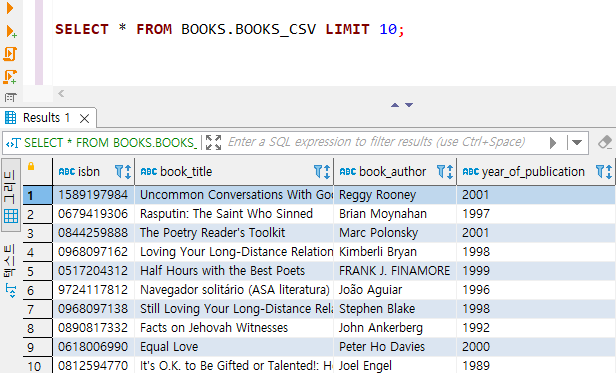 SELECT * FROM BOOKS.BOOKS_CSV LIMIT 10;
Results 1
SELECT * FROM BOOKS.BOOKS_ Enter a SQL expression to filter results (use Ctrl+Space)
그리드
텍스트
ABC isbn ABC book_title ABC book_author ABC year_of_publication
1 1589197984 Uncommon Conversations With God Reggy Rooney 2001
2 0679419306 Rasputin: The Saint Who Sinned Brian Moynahan 1997
3 0844259888 The Poetry Reader's Toolkit Marc Polonsky 2001
4 0968097162 Loving Your Long-Distance Relation Kimberli Bryan 1998
5 0517204312 Half Hours with the Best Poets FRANK J. FINAMORE 1999
6 9724117812 Navegador solitário (ASA literatura) João Aguiar 1996
7 0968097138 Still Loving Your Long-Distance Rela Stephen Blake 1998
8 0890817332 Facts on Jehovah Witnesses John Ankerberg 1992
9 0618006990 Equal Love Peter Ho Davies 2000
10 0812594770 It's O.K. to Be Gifted or Talented!: Ho Joel Engel 1989